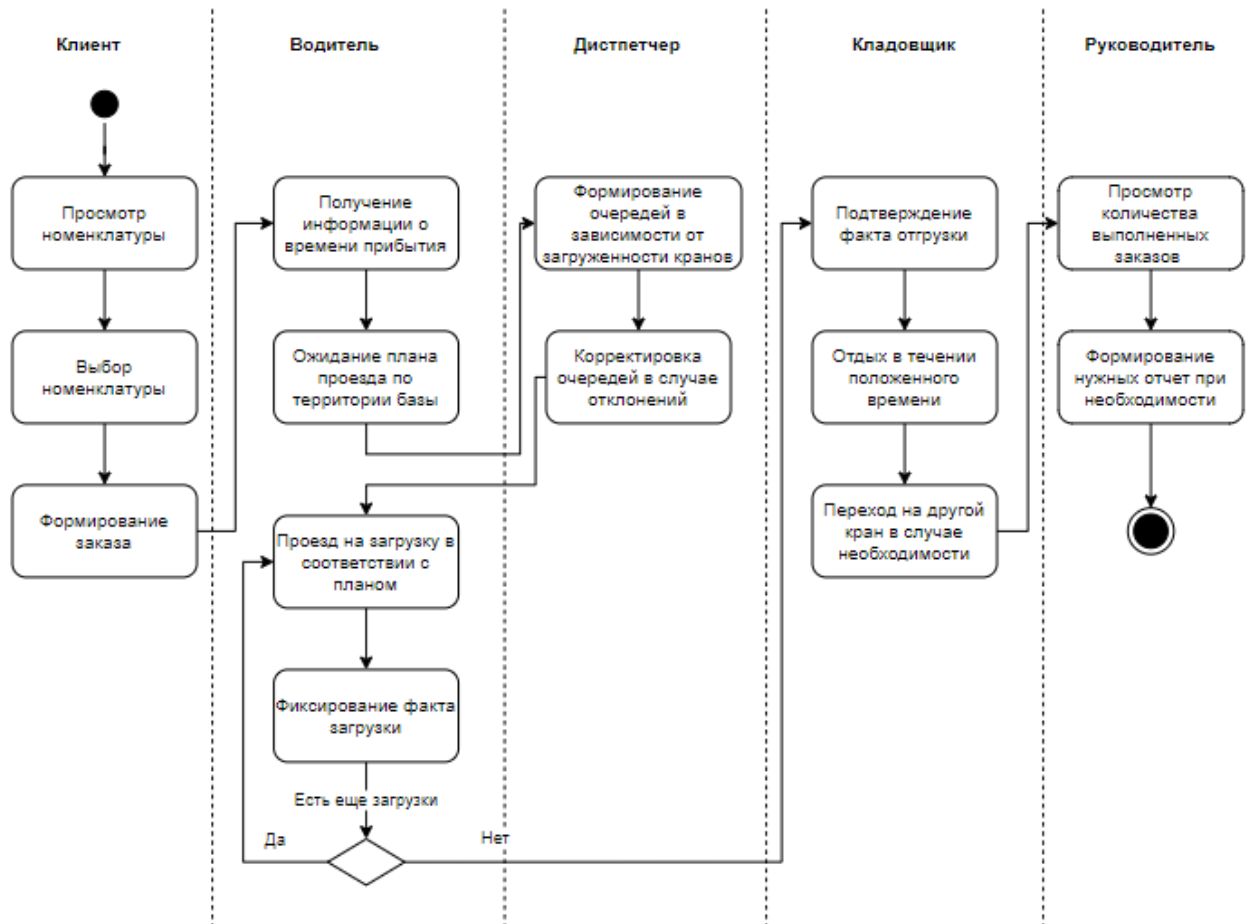 Клиент
Водитель
Дистпетчер
Кладовщик
Руководитель
Просмотр
номенклатуры
Выбор
номенклатуры
Формирование
заказа
Получение
информации о
времени прибытия
Ожидание плана
проезда по
территории базы
Формирование
очередей в
зависимости от
загруженности кранов
Корректировка
очередей в случае
отклонений
Проезд на загрузку в
соответствии с
планом
Фиксирование факта
загрузки
Есть еще загрузки
Да
Нет
Подтверждение
факта отгрузки
Отдых в течении
положенного
времени
Переход на другой
кран в случае
необходимости
Просмотр
количества
выполненных
заказов
Формирование
нужных отчет при
необходимости